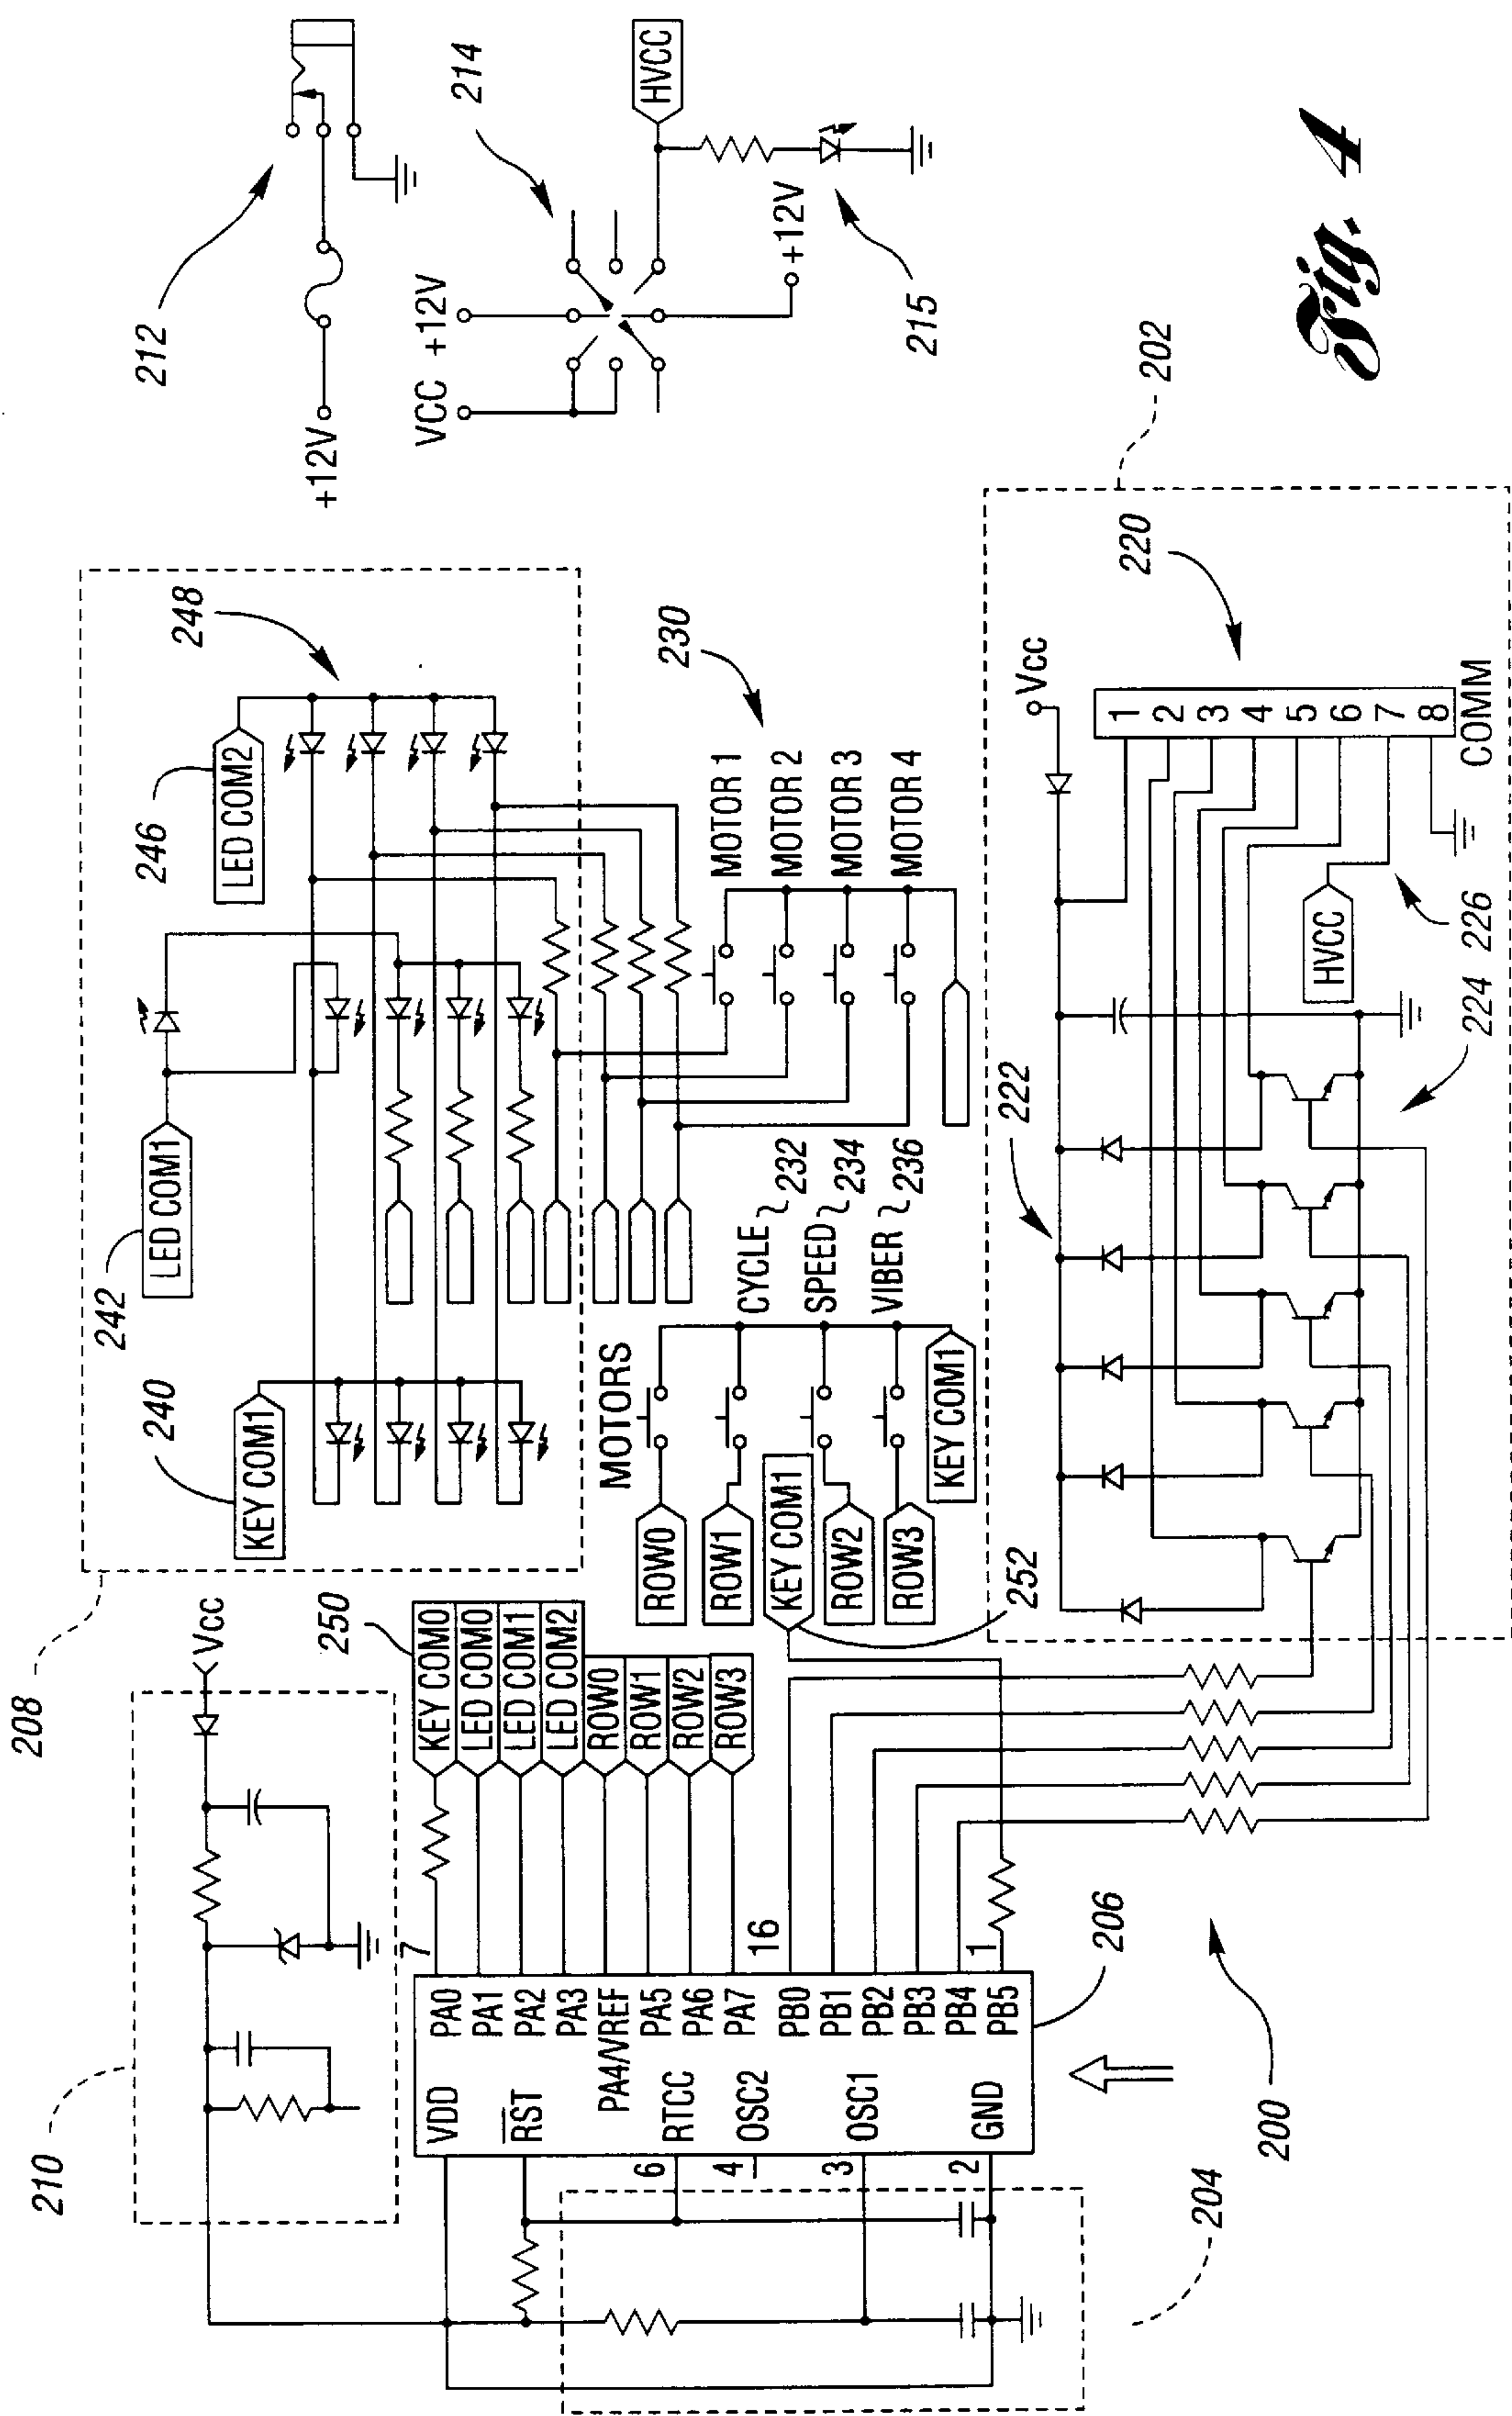 210
Vcc
208
240
KEY COM1
242
LED COM1
246
LED COM2
248
212
+12V
VCC
+12V
214
HVCC
+12V
215
250
KEY COM0
LED COM0
LED COM1
LED COM2
ROW0
ROW1
ROW2
ROW3
7
16
1
VDD
RST
RTCC
OSC2
OSC1
GND
6
4
3
2
PA0
PA1
PA2
PA3
PA4/VREF
PA5
PA6
PA7
PB0
PB1
PB2
PB3
PB4
PB5
206
204
200
MOTORS
ROW0
ROW1
KEY COM1
ROW2
ROW3
KEY COM1
252
CYCLE
232
SPEED
234
VIBER
236
230
MOTOR 1
MOTOR 2
MOTOR 3
MOTOR 4
202
222
Vcc
220
1
2
3
4
5
6
7
8
COMM
HVCC
226
224
Fig. 4